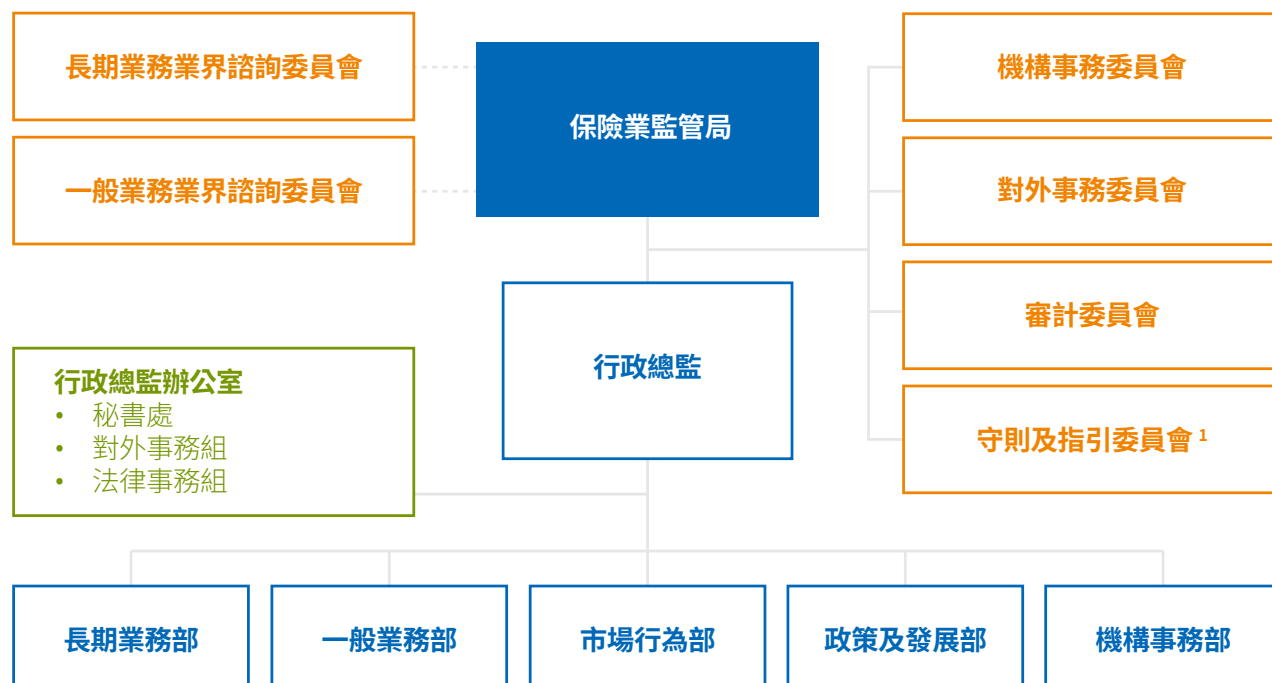 長期業務業界諮詢委員會
一般業務業界諮詢委員會
保險業監管局
機構事務委員會
對外事務委員會
審計委員會
守則及指引委員會 1
行政總監
行政總監辦公室
• 秘書處
• 對外事務組
• 法律事務組
長期業務部
一般業務部
市場行為部
政策及發展部
機構事務部